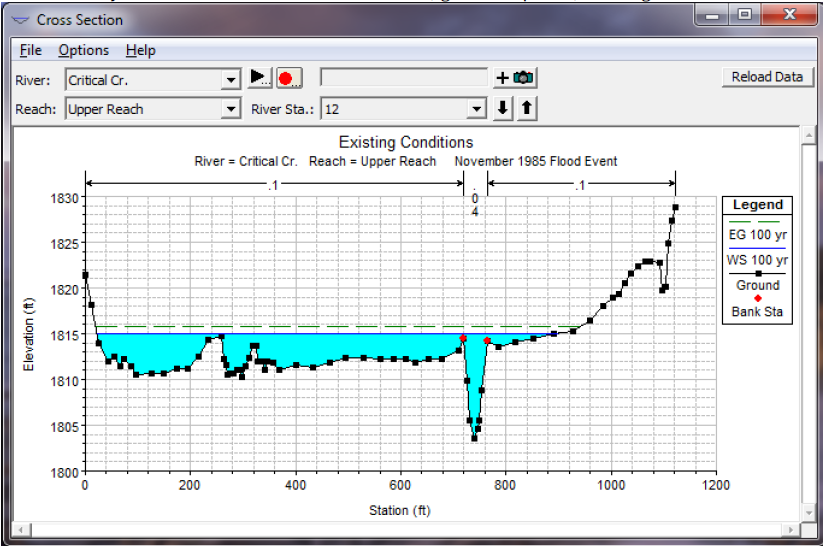 Cross Section
File Options Help
River: Critical Cr. Reload Data
Reach: Upper Reach River Sta.: 12
Existing Conditions
River = Critical Cr. Reach = Upper Reach November 1985 Flood Event
.1 .04 .1
Legend
EG 100 yr
WS 100 yr
Ground
Bank Sta
1830
1825
1820
1815
1810
1805
1800
Elevation (ft)
0 200 400 600 800 1000 1200
Station (ft)